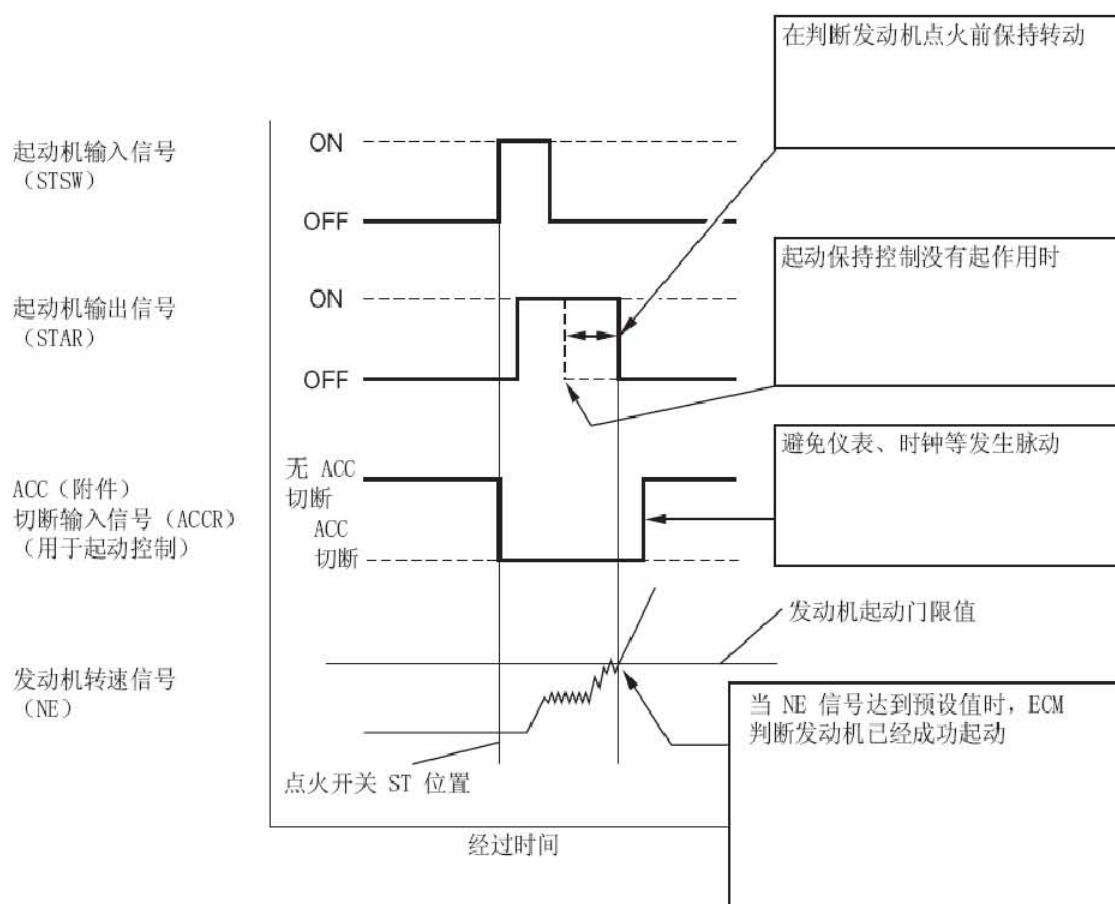 在判断发动机点火前保持转动
起动机输入信号
（STSW）
ON
OFF
起动保持控制没有起作用时
起动机输出信号
（STAR）
ON
OFF
避免仪表、时钟等发生脉动
ACC（附件）
切断输入信号（ACCR）
（用于起动控制）
无 ACC
切断
ACC
切断
发动机起动门限值
发动机转速信号
（NE）
当 NE 信号达到预设值时，ECM
判断发动机已经成功起动
点火开关 ST 位置
经过时间